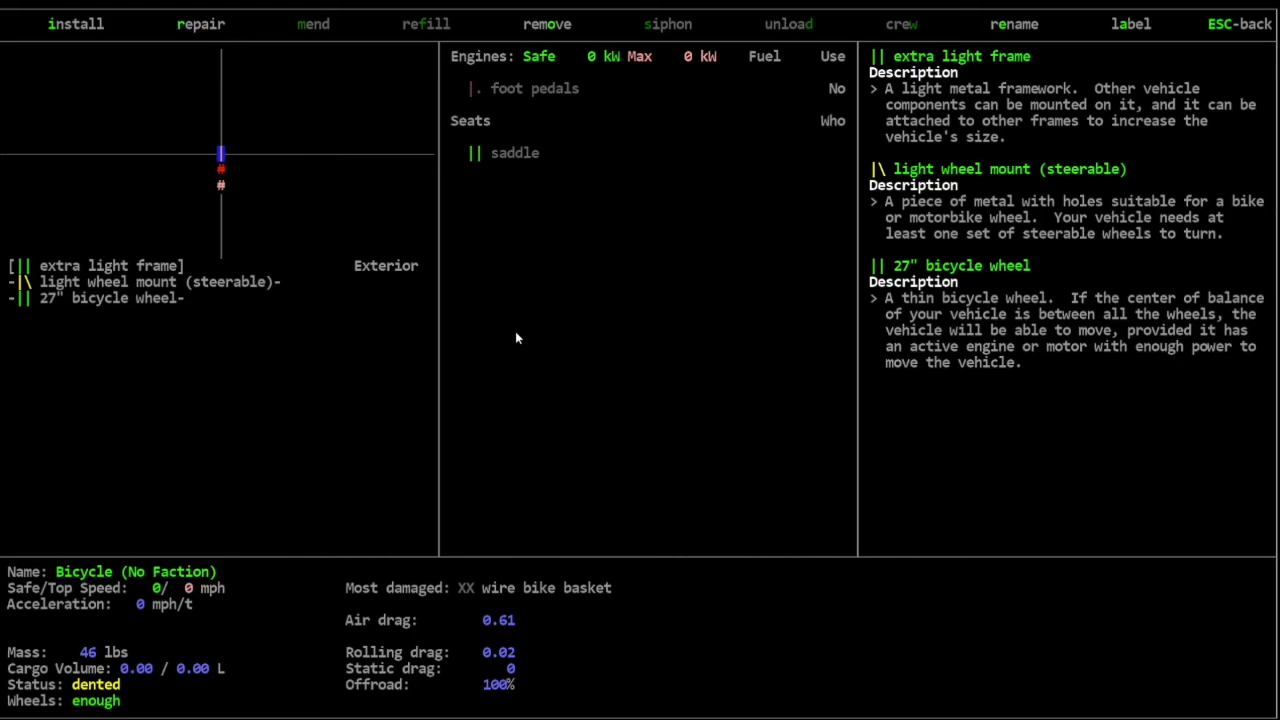 install repair mend refill remove siphon unload crew rename label ESC-back
Engines: Safe 0 kW Max 0 kW Fuel Use
|. foot pedals No
Seats Who
|| saddle
|
#
#
[|| extra light frame] Exterior
-|\ light wheel mount (steerable)-
-|| 27" bicycle wheel-
|| extra light frame
Description
> A light metal framework. Other vehicle
components can be mounted on it, and it can be
attached to other frames to increase the
vehicle's size.
|\ light wheel mount (steerable)
Description
> A piece of metal with holes suitable for a bike
or motorbike wheel. Your vehicle needs at
least one set of steerable wheels to turn.
|| 27" bicycle wheel
Description
> A thin bicycle wheel. If the center of balance
of your vehicle is between all the wheels, the
vehicle will be able to move, provided it has
an active engine or motor with enough power to
move the vehicle.
Name: Bicycle (No Faction)
Safe/Top Speed: 0/ 0 mph
Acceleration: 0 mph/t
Mass: 46 lbs
Cargo Volume: 0.00 / 0.00 L
Status: dented
Wheels: enough
Most damaged: XX wire bike basket
Air drag: 0.61
Rolling drag: 0.02
Static drag: 0
Offroad: 100%